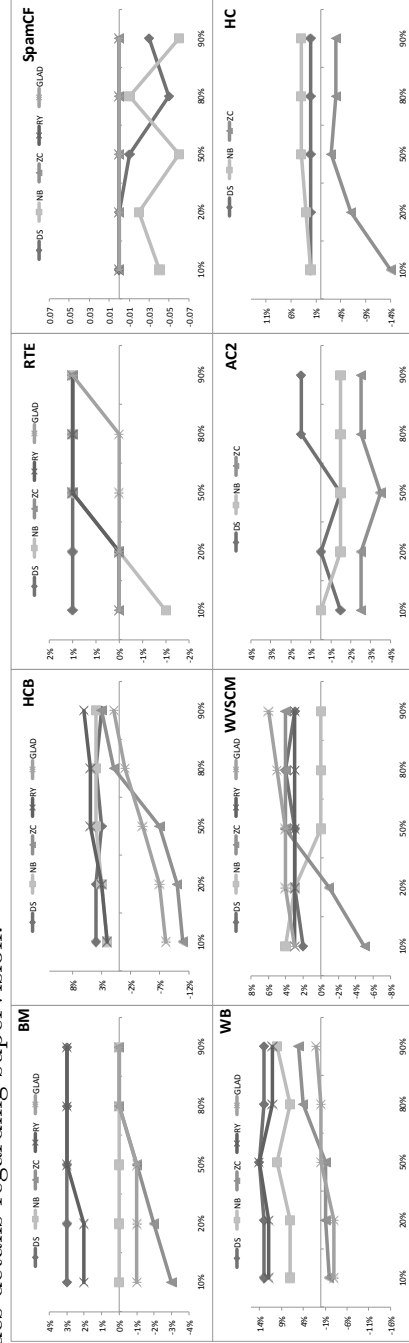 details regarding supervision.
BM
DS NB ZC RY GLAD
4%
3%
2%
1%
0%
-1%
-2%
-3%
-4%
10% 20% 50% 80% 90%
HCB
DS NB ZC RY GLAD
8%
3%
-2%
-7%
-12%
10% 20% 50% 80% 90%
RTE
DS NB ZC RY GLAD
2%
1%
1%
0%
-1%
-1%
-2%
10% 20% 50% 80% 90%
SpamCF
DS NB ZC RY GLAD
0.07
0.05
0.03
0.01
-0.01
-0.03
-0.05
-0.07
10% 20% 50% 80% 90%
WB
DS NB ZC RY GLAD
14%
9%
4%
-1%
-6%
-11%
-16%
10% 20% 50% 80% 90%
WVSCM
DS NB ZC RY GLAD
8%
6%
4%
2%
0%
-2%
-4%
-6%
-8%
10% 20% 50% 80% 90%
AC2
DS NB ZC
4%
3%
2%
1%
-1%
-2%
-3%
-4%
10% 20% 50% 80% 90%
HC
DS NB ZC
11%
6%
1%
-4%
-9%
-14%
10% 20% 50% 80% 90%